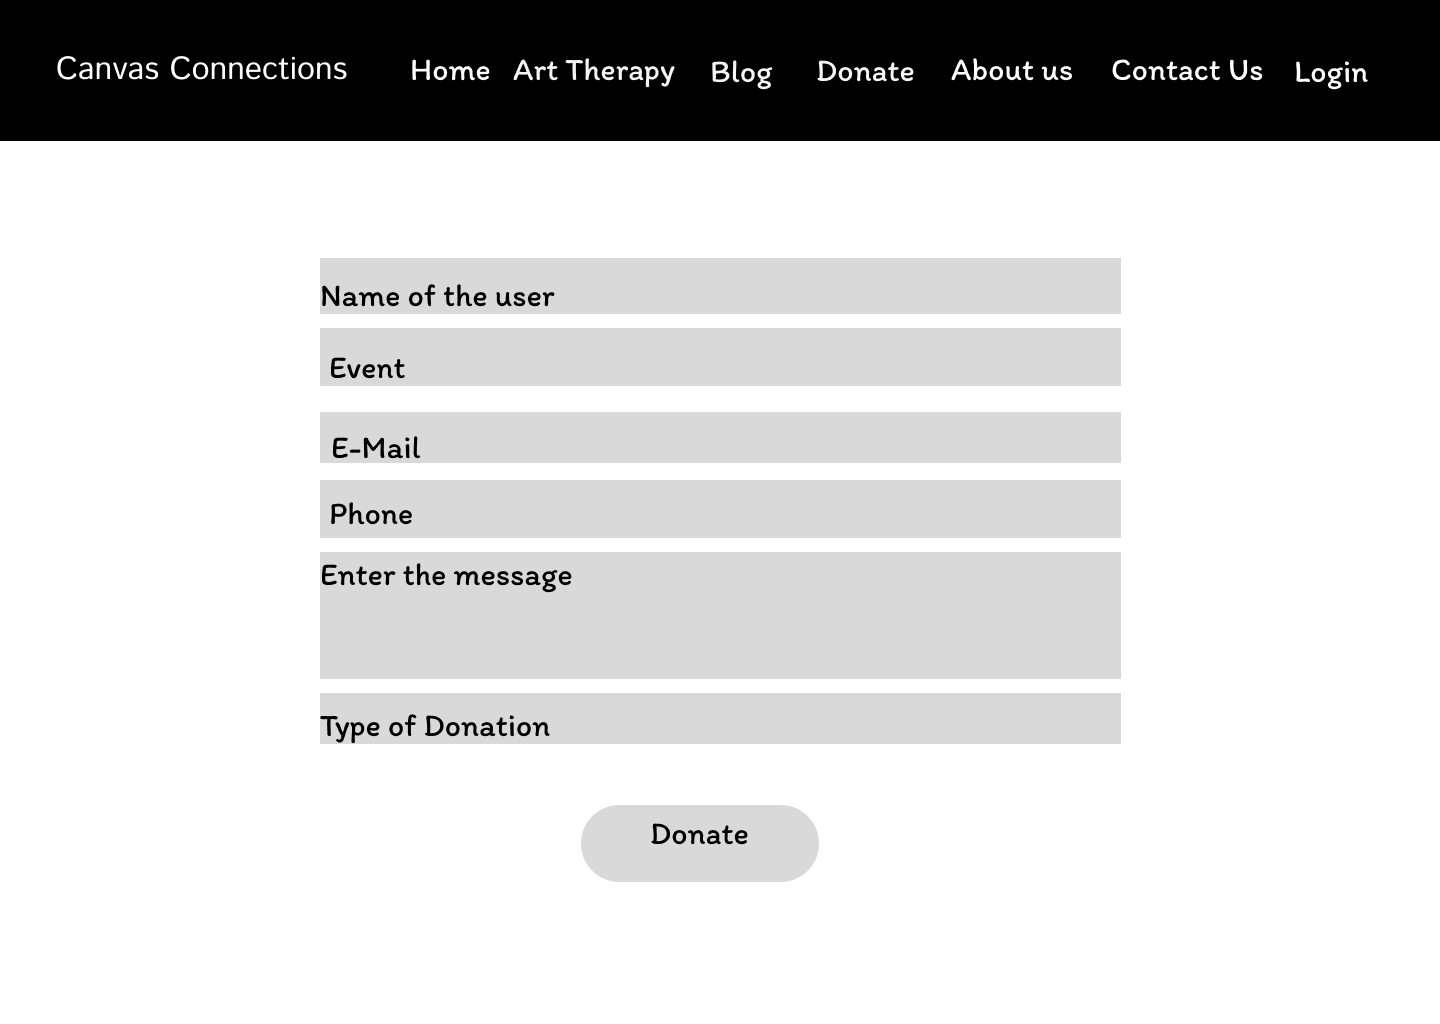 Canvas Connections Home Art Therapy Blog Donate About us Contact Us Login
Name of the user
Event
E-Mail
Phone
Enter the message
Type of Donation
Donate